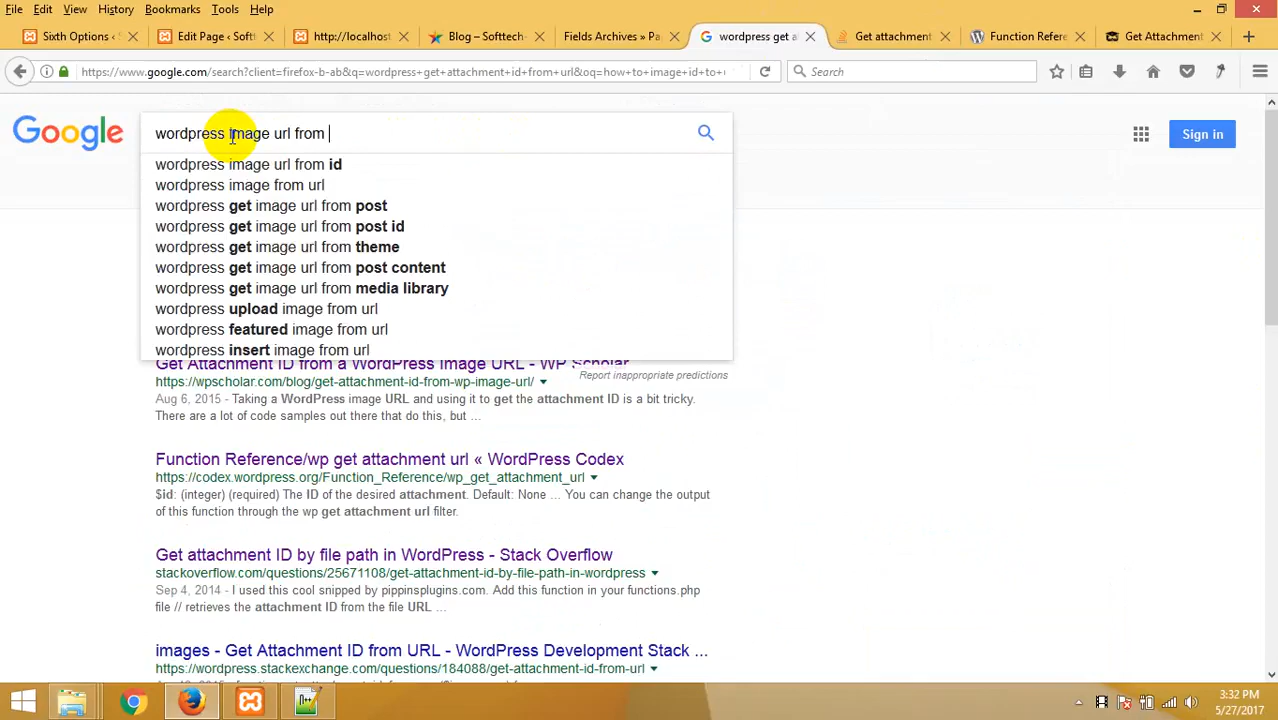 File Edit View History Bookmarks Tools Help
Sixth Options ‹ Edit Page ‹ Soft http://localhost Blog – Softtech- Fields Archives » Pa wordpress get a Get attachment Function Refere Get Attachment
https://www.google.com/search?client=firefox-b-ab&q=wordpress+get+attachment+id+from+url&oq=how+to+image+id+to+ Search
Google
wordpress image url from
Sign in
wordpress image url from id
wordpress image from url
wordpress get image url from post
wordpress get image url from post id
wordpress get image url from theme
wordpress get image url from post content
wordpress get image url from media library
wordpress upload image from url
wordpress featured image from url
wordpress insert image from url
Get Attachment ID from a WordPress Image URL - WP Scholar
Report inappropriate predictions
https://wpscholar.com/blog/get-attachment-id-from-wp-image-url/
Aug 6, 2015 - Taking a WordPress image URL and using it to get the attachment ID is a bit tricky.
There are a lot of code samples out there that do this, but ...
Function Reference/wp get attachment url « WordPress Codex
https://codex.wordpress.org/Function_Reference/wp_get_attachment_url
$id: (integer) (required) The ID of the desired attachment. Default: None ... You can change the output
of this function through the wp get attachment url filter.
Get attachment ID by file path in WordPress - Stack Overflow
stackoverflow.com/questions/25671108/get-attachment-id-by-file-path-in-wordpress
Sep 4, 2014 - I used this cool snipped by pippinsplugins.com. Add this function in your functions.php
file // retrieves the attachment ID from the file URL ...
images - Get Attachment ID from URL - WordPress Development Stack ...
https://wordpress.stackexchange.com/questions/184088/get-attachment-id-from-url
3:32 PM
5/27/2017